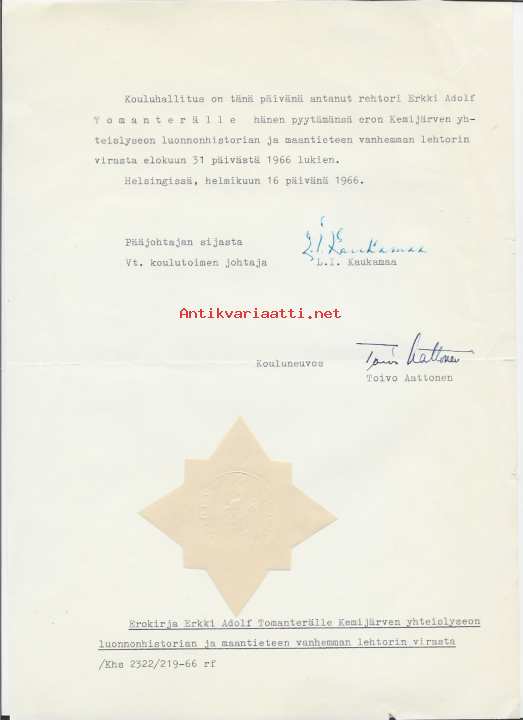 Kouluhallitus on tänä päivänä antanut rehtori Erkki Adolf
T o m a n t e r ä l l e hänen pyytämänsä eron Kemijärven yh-
teislyseon luonnonhistorian ja maantieteen vanhemman lehtorin
virasta elokuun 31 päivästä 1966 lukien.
Helsingissä, helmikuun 16 päivänä 1966.
Pääjohtajan sijasta
L.I. Kaukamaa
Vt. koulutoimen johtaja L.I. Kaukamaa
Antikvariaatti.net
Toivo Aattonen
Kouluneuvos
Toivo Aattonen
Erokirja Erkki Adolf Tomanterälle Kemijärven yhteislyseon
luonnonhistorian ja maantieteen vanhemman lehtorin virasta
/Khs 2322/219-66 rf